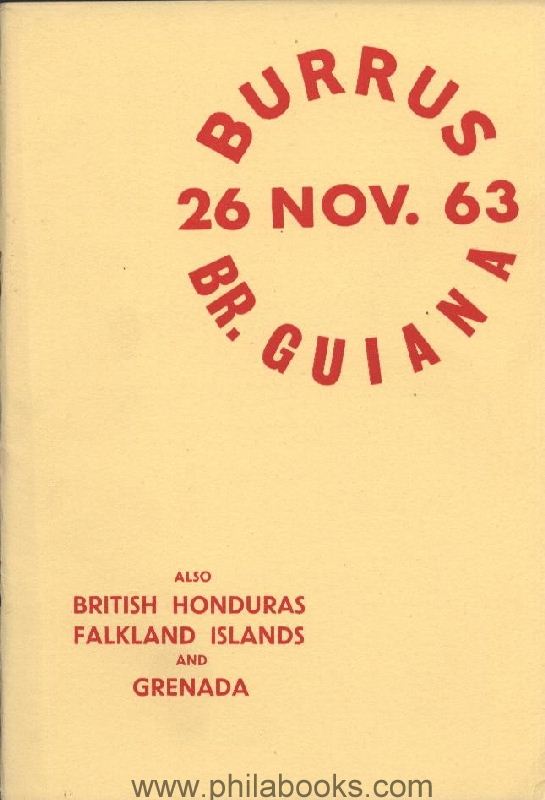 BURRUS
26 NOV. 63
BR. GUIANA
ALSO
BRITISH HONDURAS
FALKLAND ISLANDS
AND
GRENADA
www.philabooks.com